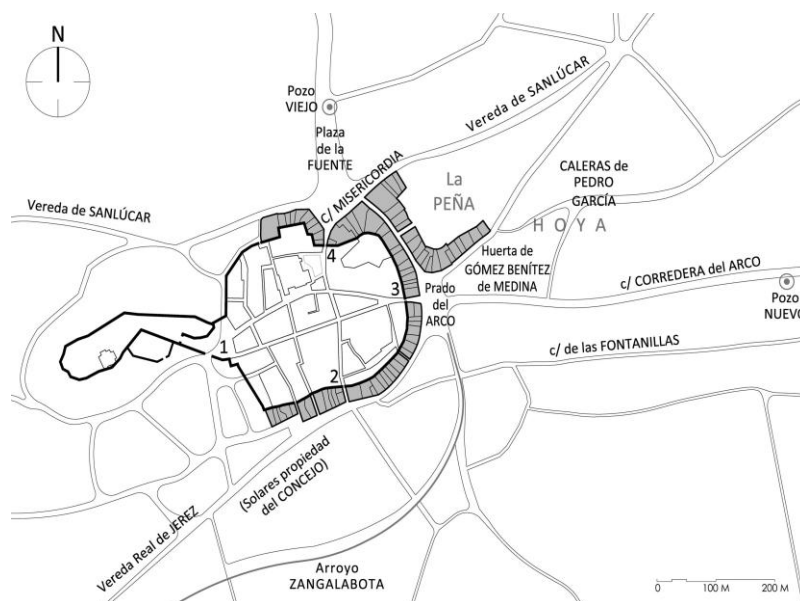 N
Pozo
VIEJO
Plaza
de la
FUENTE
Vereda de SANLÚCAR
c/ MISERICORDIA
La
PEÑA
CALERAS de
PEDRO
GARCÍA
HOYA
Vereda de SANLÚCAR
Huerta de
GÓMEZ BENÍTEZ
de MEDINA
4
3
Prado
del
ARCO
c/ CORREDERA del ARCO
Pozo
NUEVO
1
2
c/ de las FONTANILLAS
(Solares propiedad
del CONCEJO)
Vereda Real de JEREZ
Arroyo
ZANGALABOTA
0 100 M 200 M